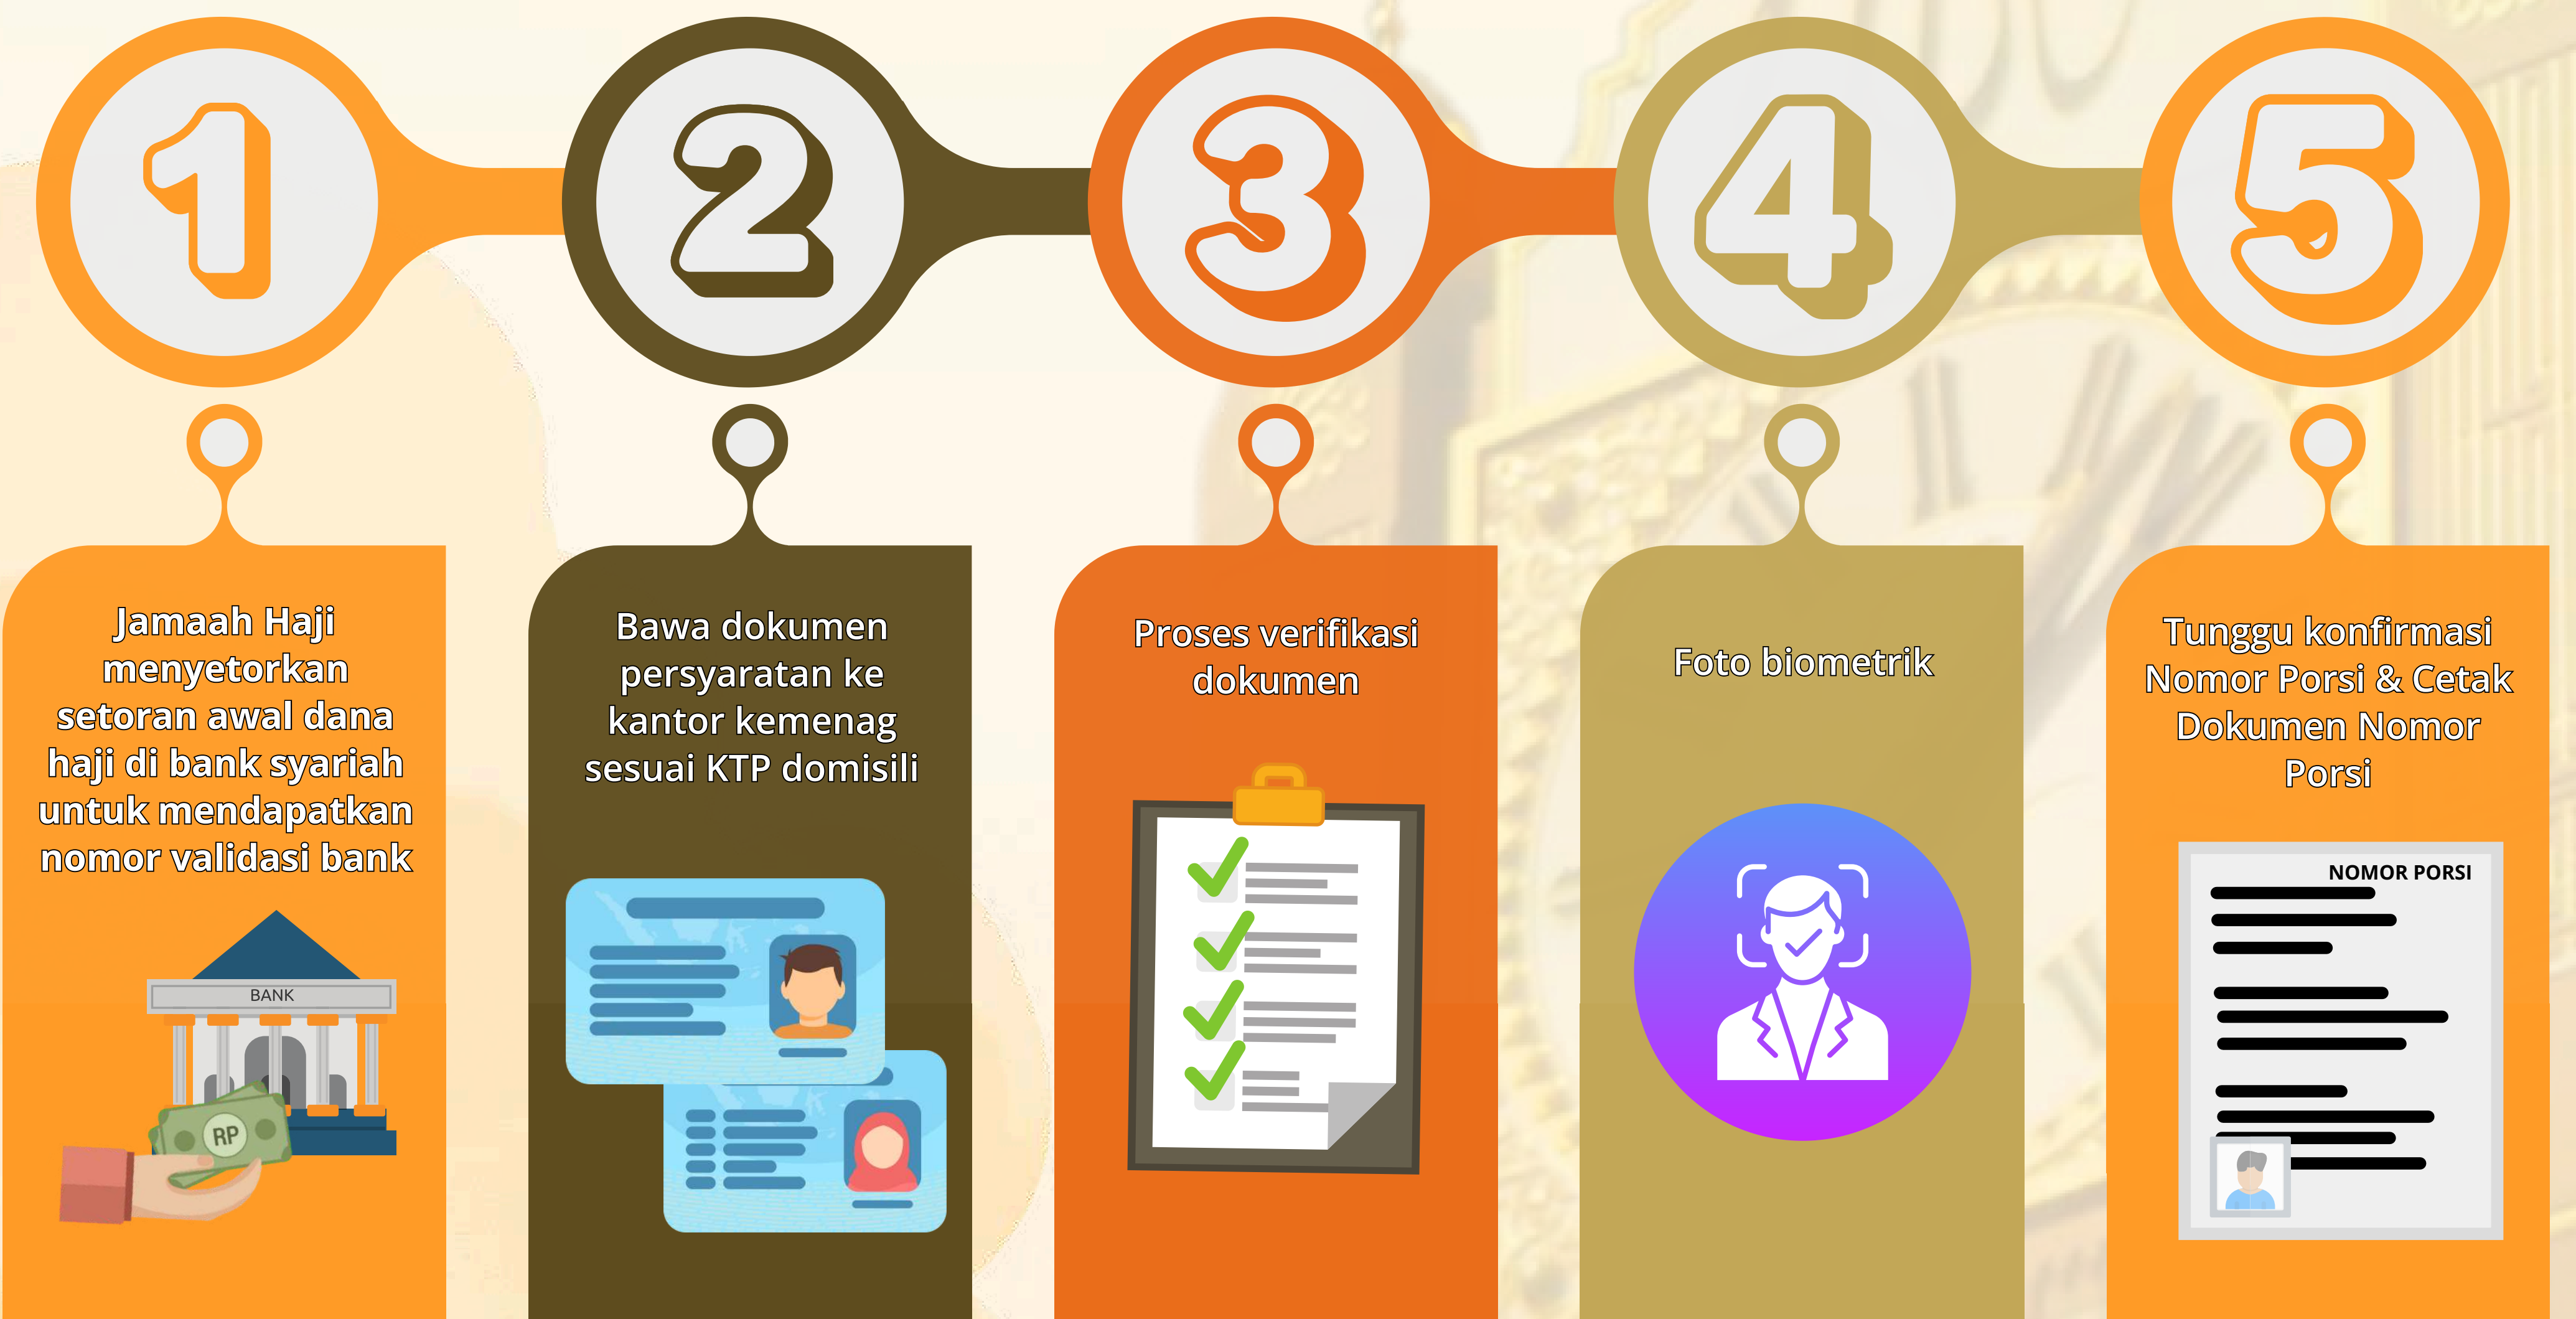 1
2
3
4
5
Jamaah Haji
menyetorkan
setoran awal dana
haji di bank syariah
untuk mendapatkan
nomor validasi bank
BANK
RP
Bawa dokumen
persyaratan ke
kantor kemenag
sesuai KTP domisili
Proses verifikasi
dokumen
Foto biometrik
Tunggu konfirmasi
Nomor Porsi & Cetak
Dokumen Nomor
Porsi
NOMOR PORSI